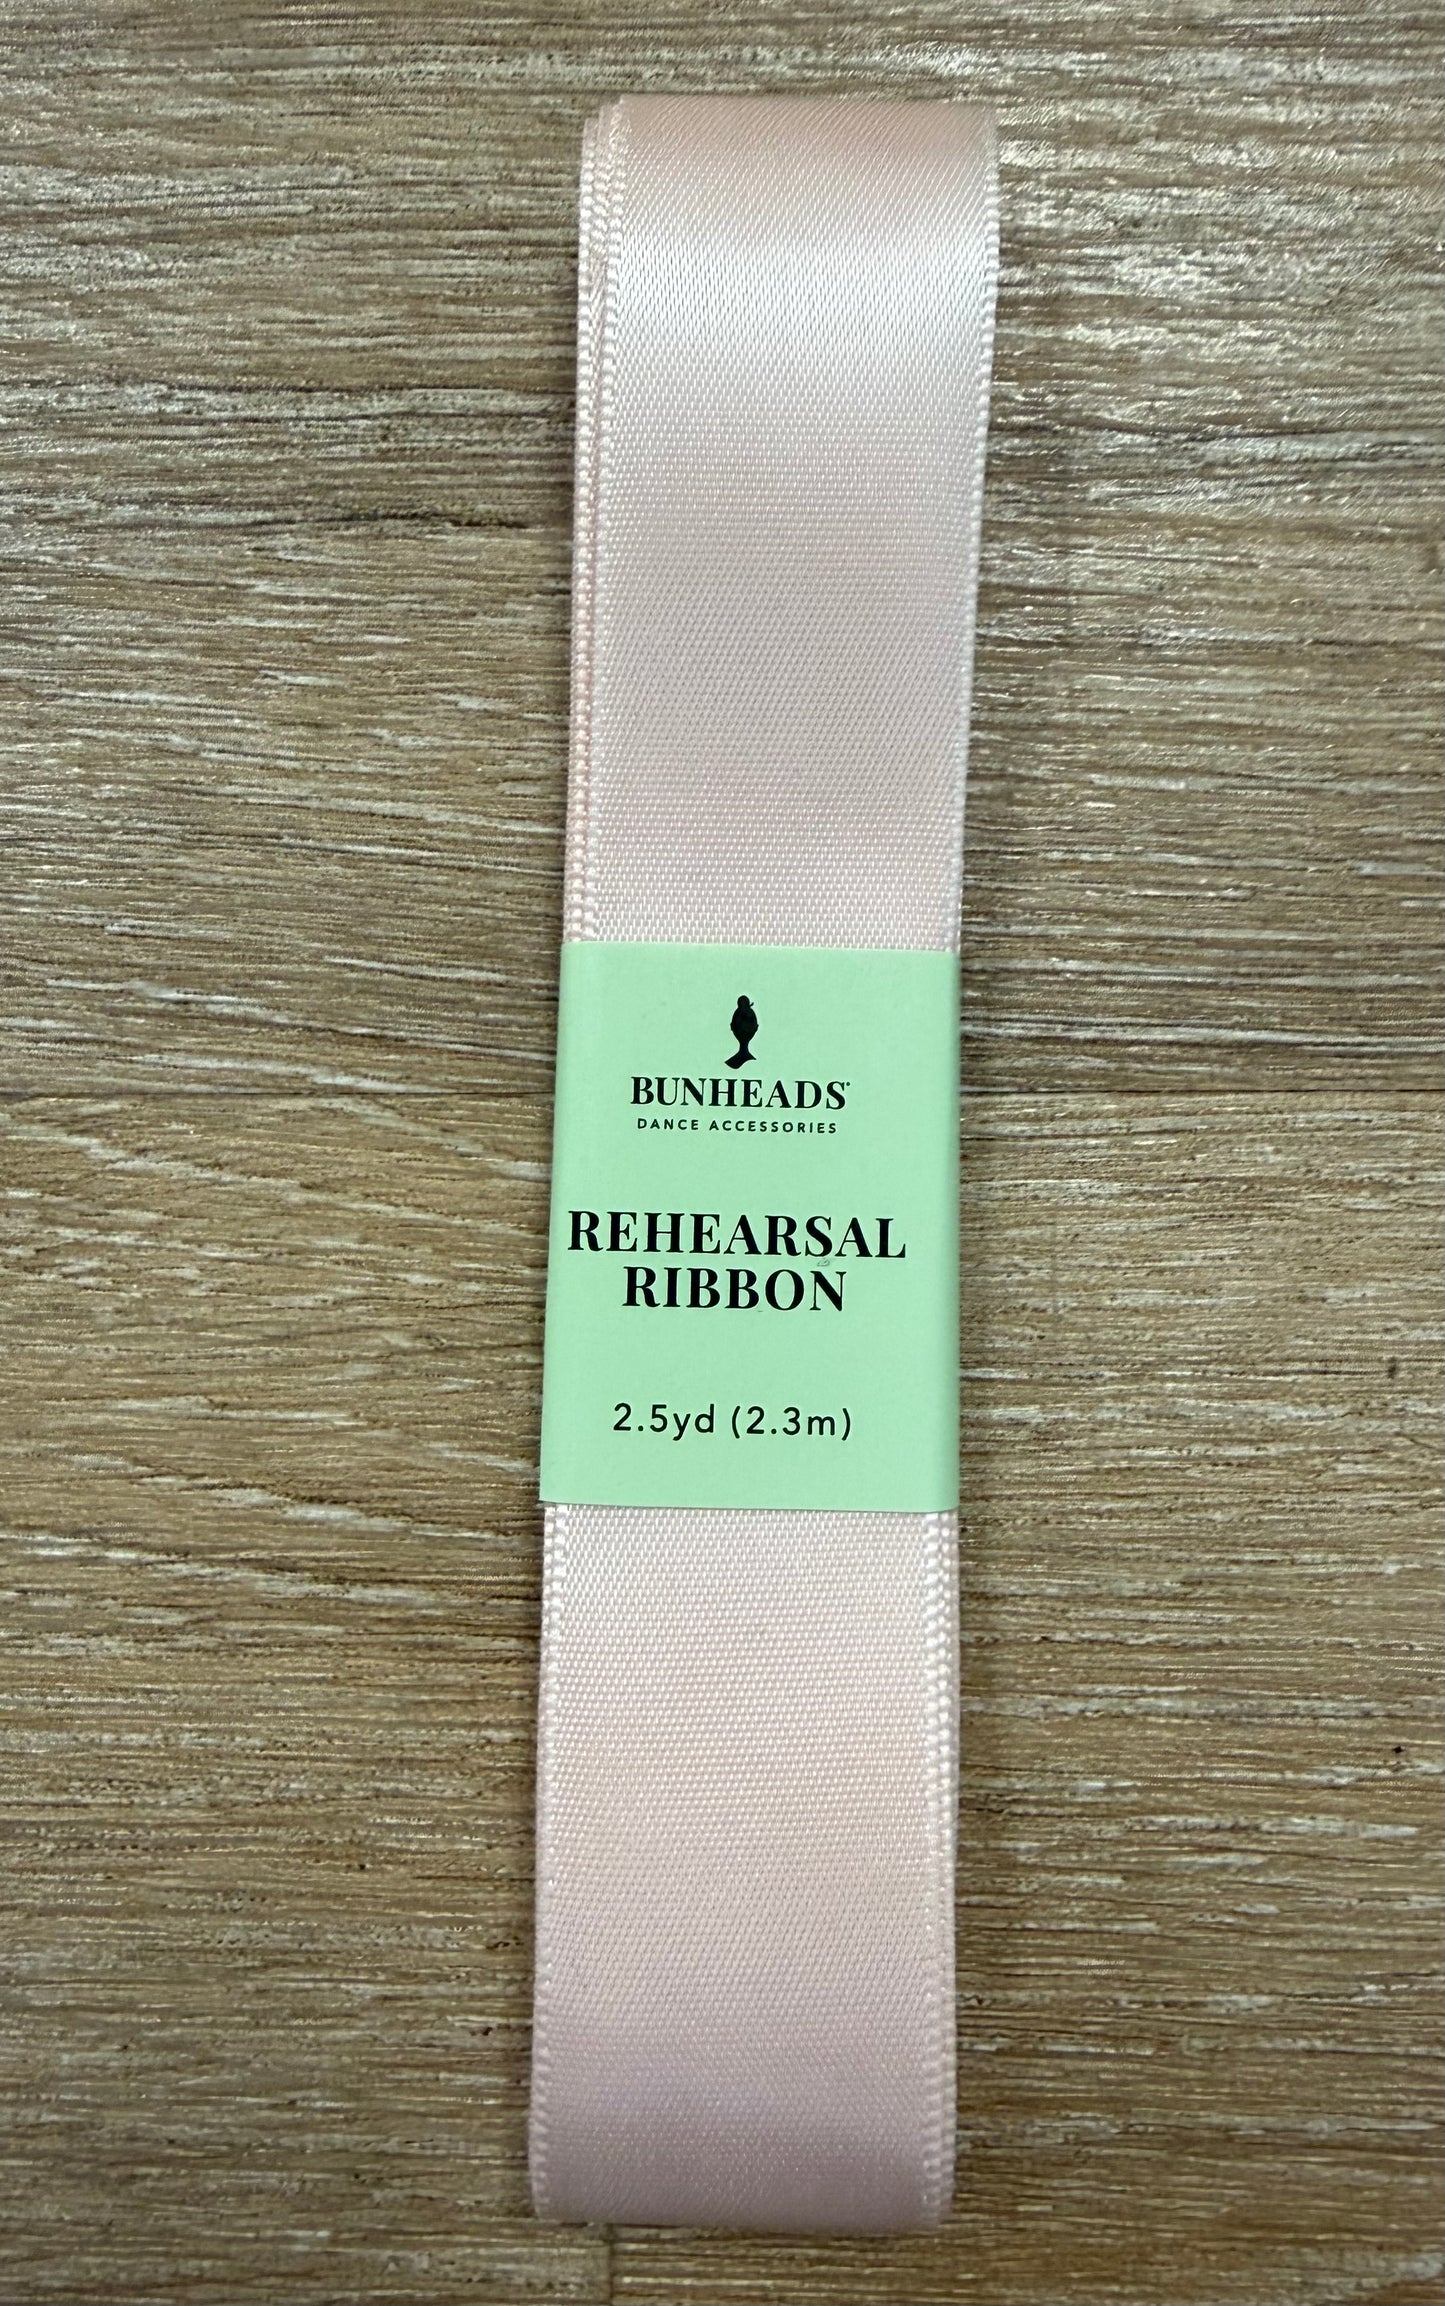 BUNHEADS®
DANCE ACCESSORIES
REHEARSAL
RIBBON
2.5yd (2.3m)